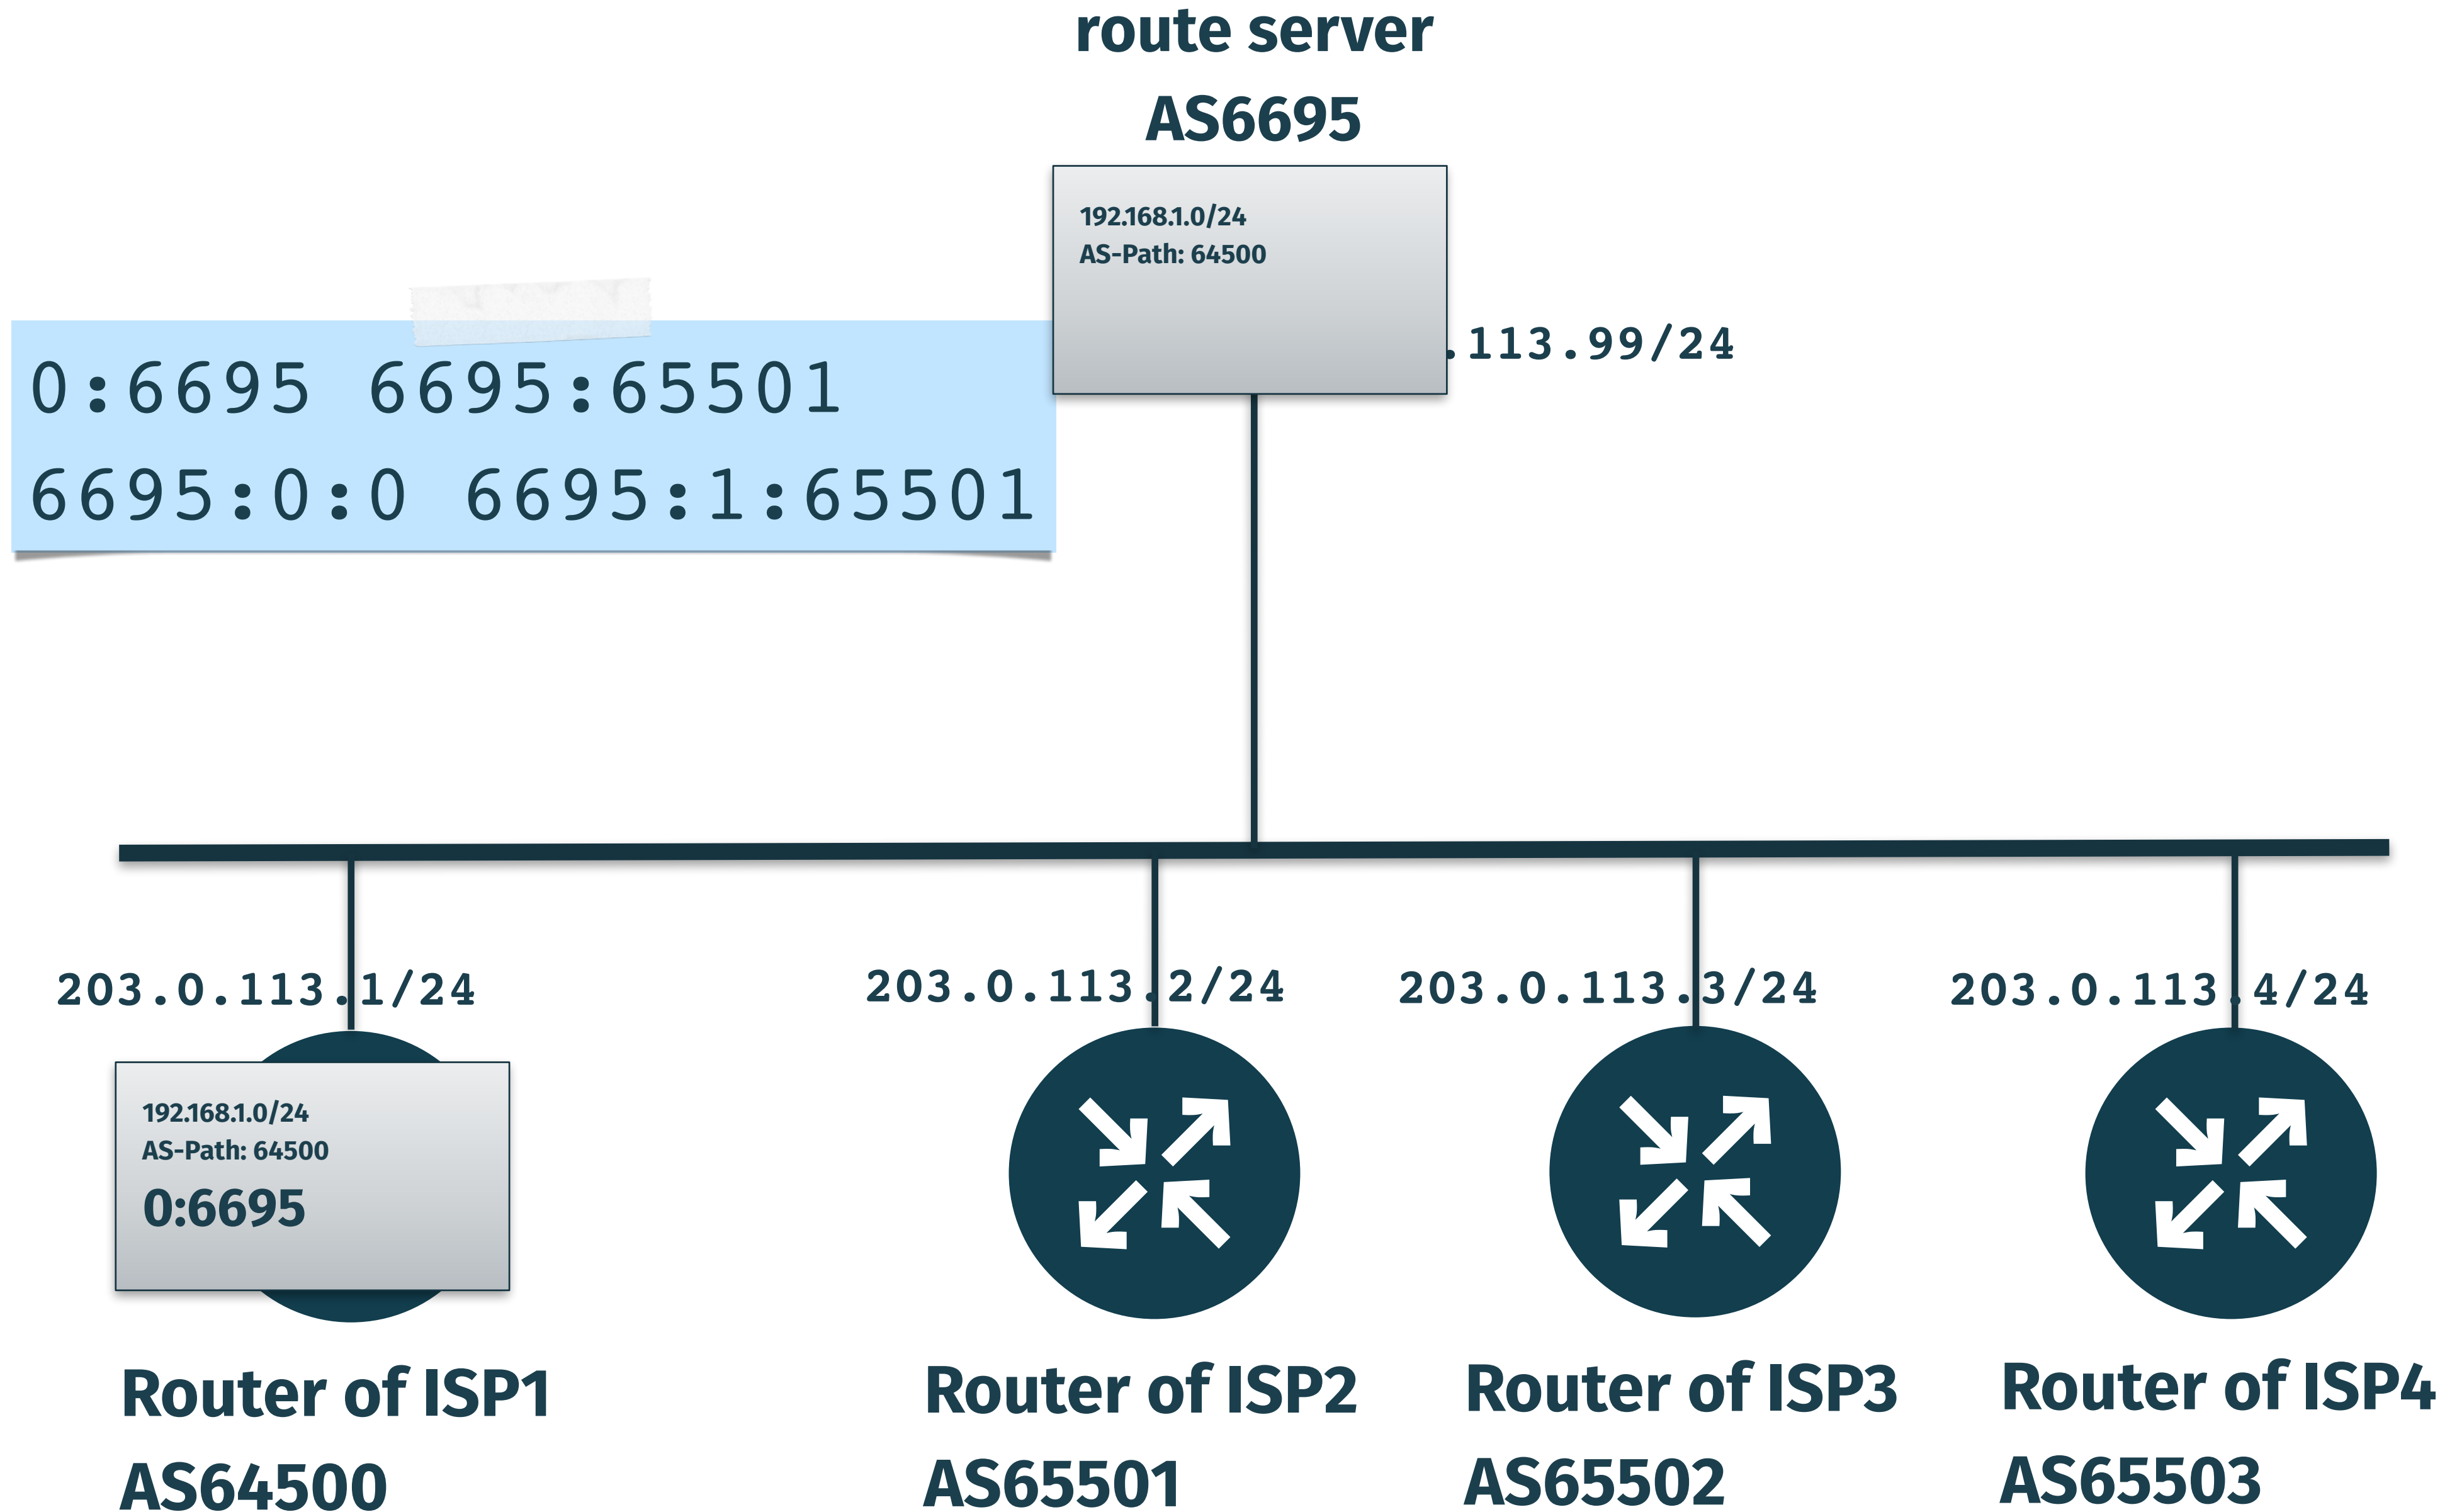 route server
AS6695
192.168.1.0/24
AS-Path: 64500
.113.99/24
0:6695 6695:65501
6695:0:0 6695:1:65501
203.0.113.1/24
203.0.113.2/24
203.0.113.3/24
203.0.113.4/24
192.168.1.0/24
AS-Path: 64500
0:6695
Router of ISP1
AS64500
Router of ISP2
AS65501
Router of ISP3
AS65502
Router of ISP4
AS65503